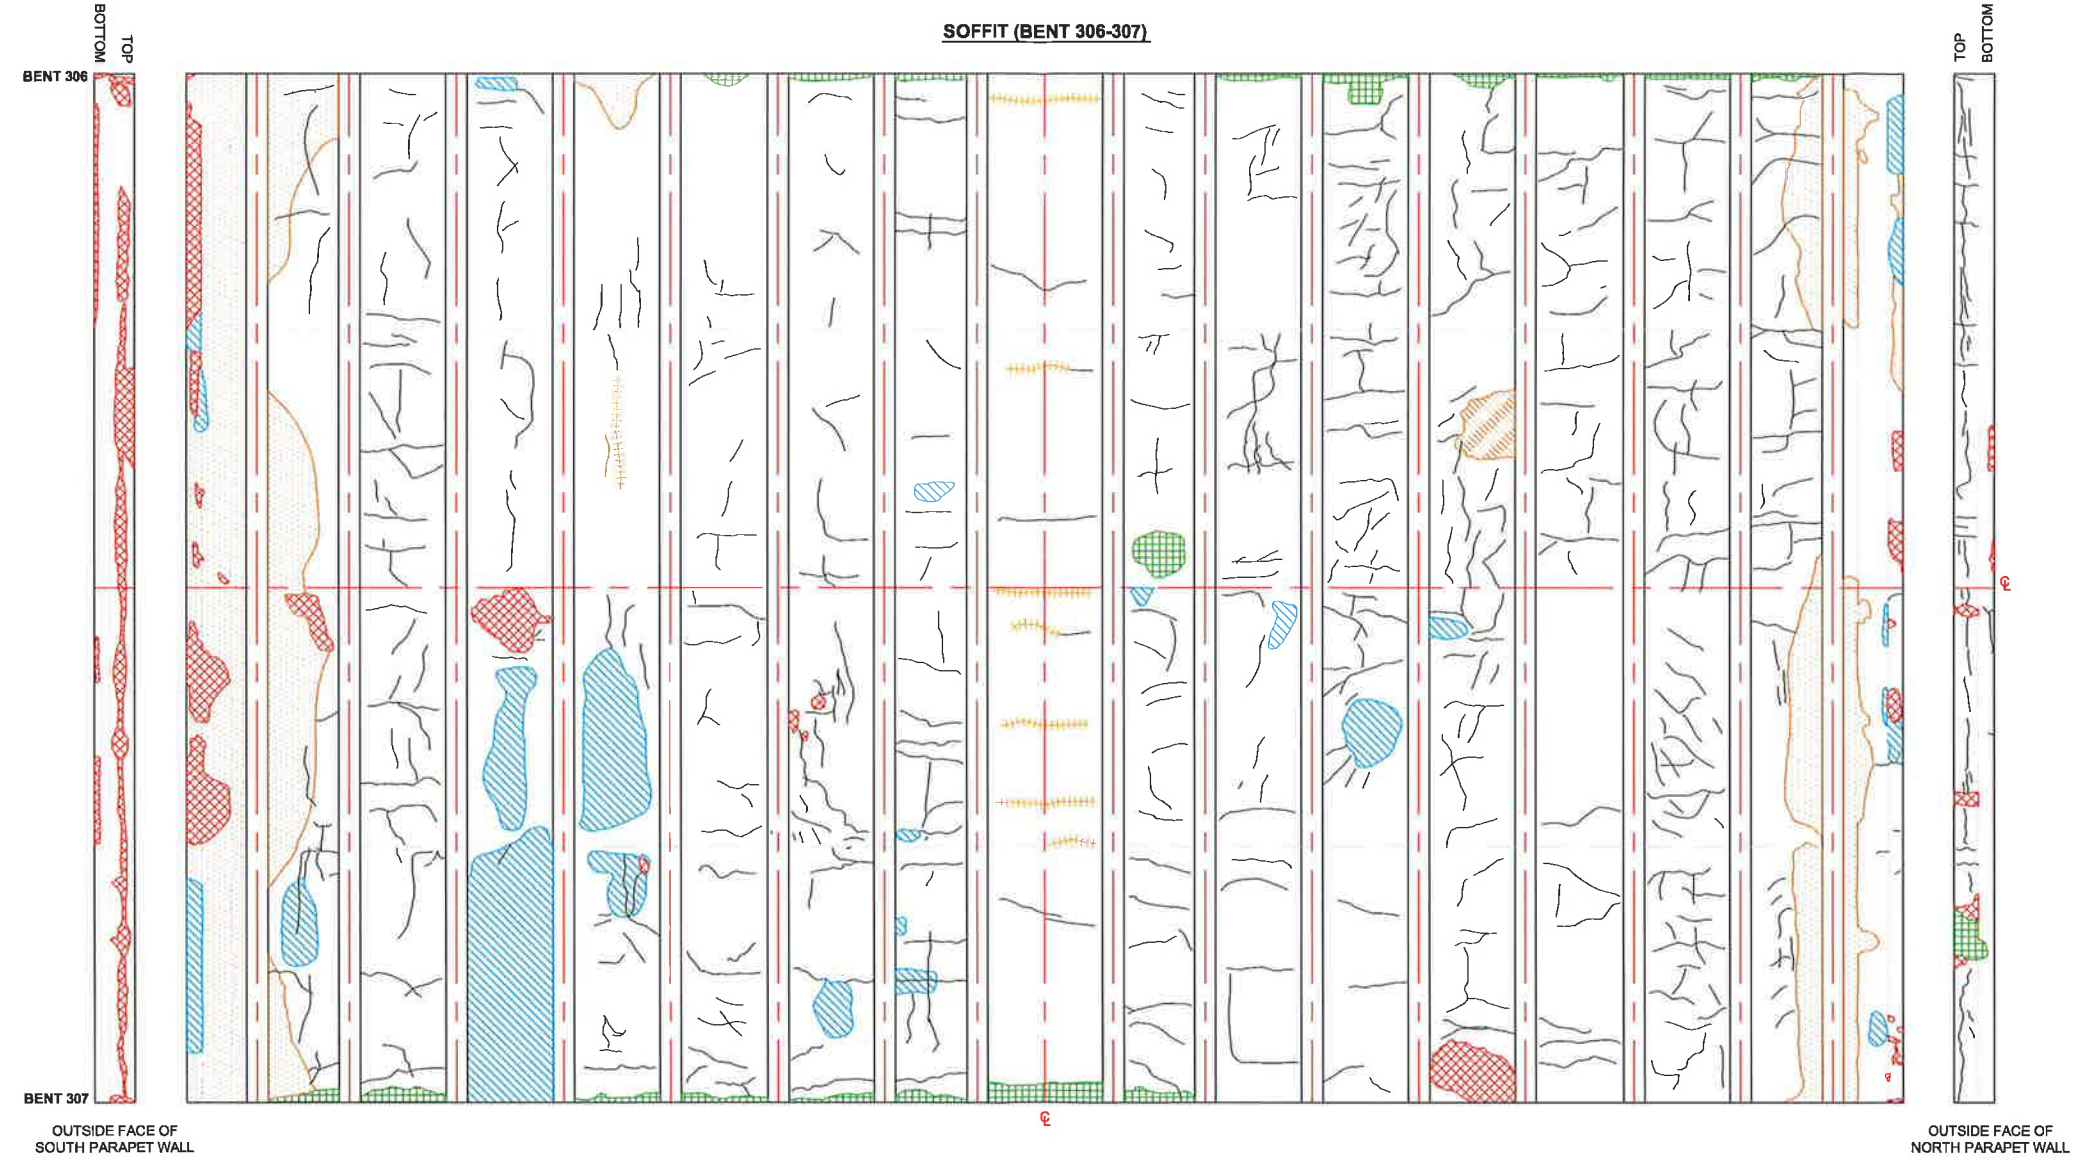 SOFFIT (BENT 306-307)
BOTTOM
TOP
TOP
BOTTOM
BENT 306
℄
BENT 307
℄
OUTSIDE FACE OF
SOUTH PARAPET WALL
OUTSIDE FACE OF
NORTH PARAPET WALL